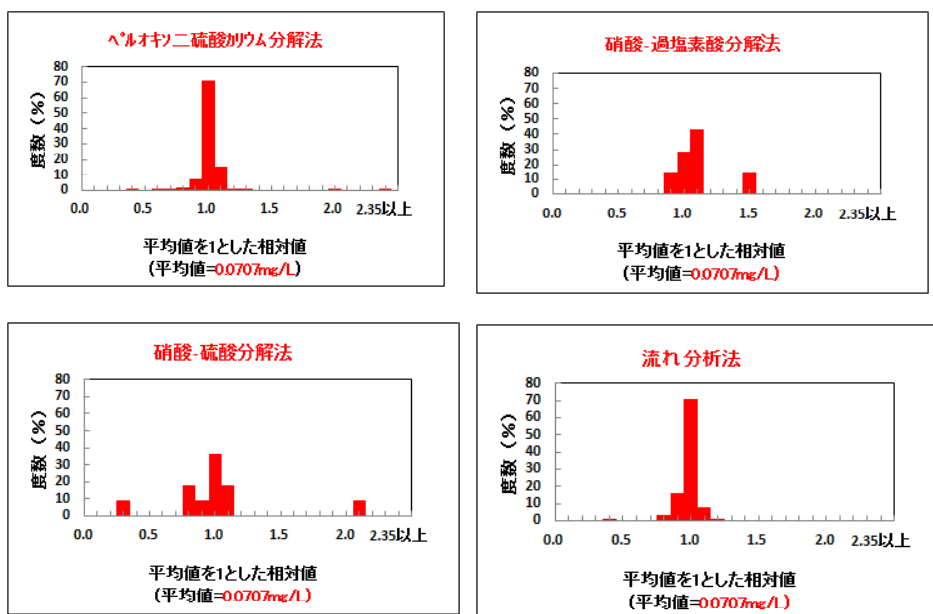 ペルオキソ二硫酸カリウム分解法
度数（％）
80
70
60
50
40
30
20
10
0
0.0 0.5 1.0 1.5 2.0 2.35以上
平均値を1とした相対値
(平均値=0.0707mg/L)
硝酸-過塩素酸分解法
度数（％）
80
70
60
50
40
30
20
10
0
0.0 0.5 1.0 1.5 2.0 2.35以上
平均値を1とした相対値
(平均値=0.0707mg/L)
硝酸-硫酸分解法
度数（％）
80
70
60
50
40
30
20
10
0
0.0 0.5 1.0 1.5 2.0 2.35以上
平均値を1とした相対値
(平均値=0.0707mg/L)
流れ分析法
度数（％）
80
70
60
50
40
30
20
10
0
0.0 0.5 1.0 1.5 2.0 2.35以上
平均値を1とした相対値
(平均値=0.0707mg/L)